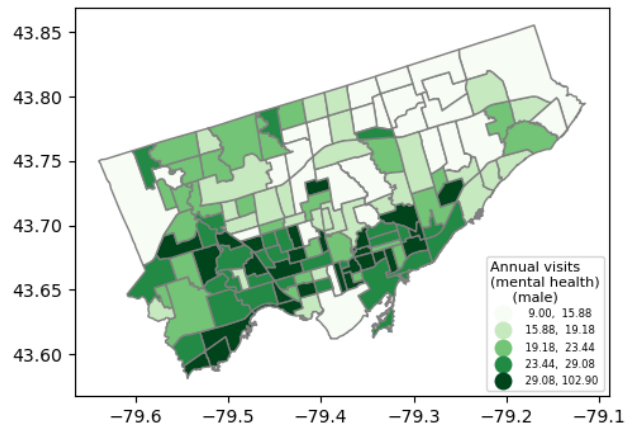 43.85
43.80
43.75
43.70
43.65
43.60
−79.6 −79.5 −79.4 −79.3 −79.2 −79.1
Annual visits
(mental health)
(male)
9.00, 15.88
15.88, 19.18
19.18, 23.44
23.44, 29.08
29.08, 102.90